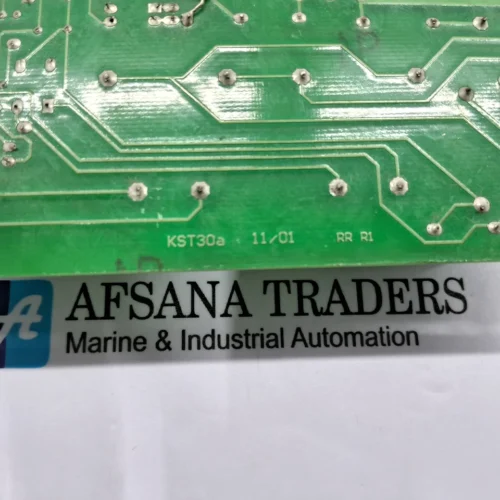 KST30a - 11/01 RR R1
AFSANA TRADERS
Marine & Industrial Automation